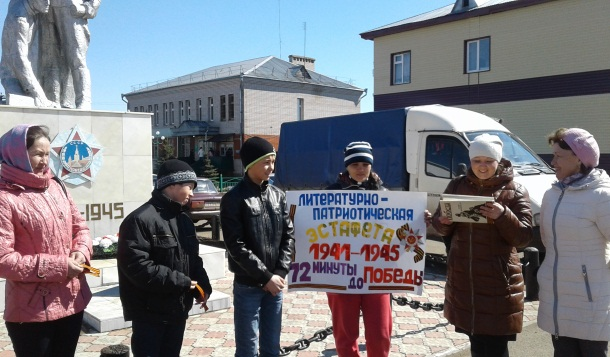 1945
ЛИТЕРАТУРНО-
ПАТРИОТИЧЕСКАЯ
ЭСТАФЕТА
1941-1945
72 МИНУТЫ ДО ПОБЕДЫ